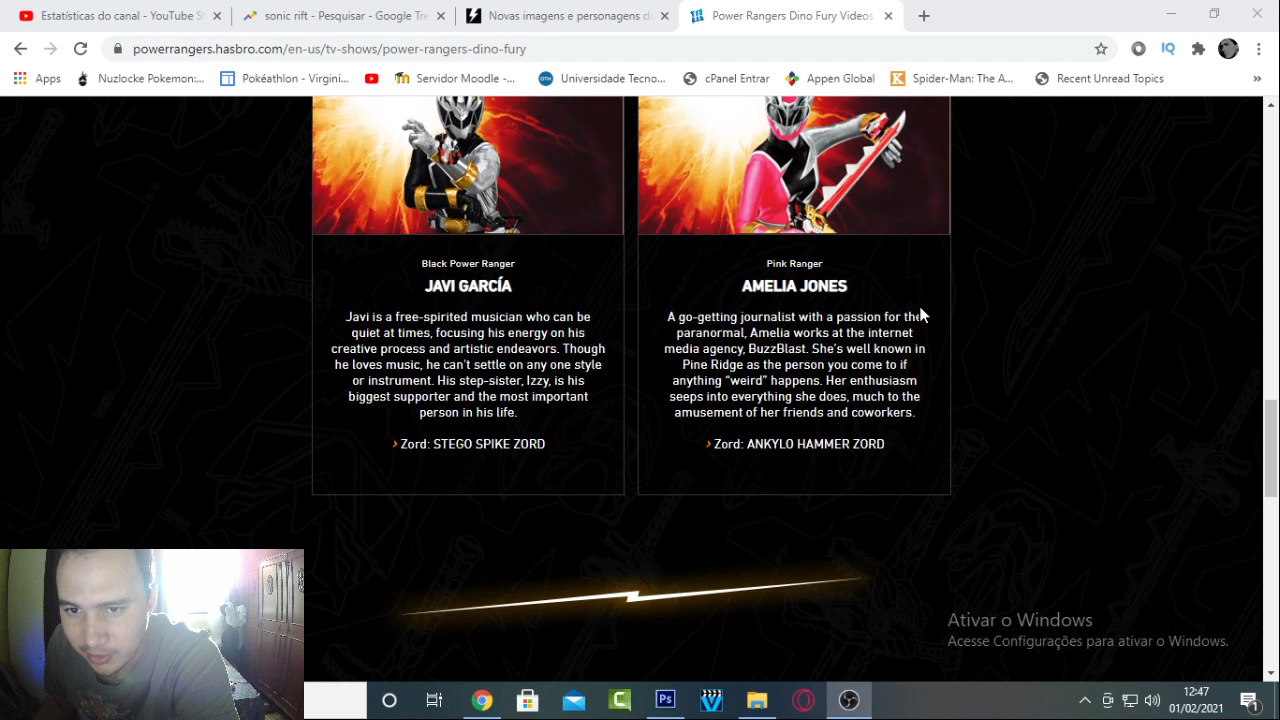 Estatísticas do canal - YouTube S
sonic rift - Pesquisar - Google Tre
Novas imagens e personagens d
Power Rangers Dino Fury Videos
powerrangers.hasbro.com/en-us/tv-shows/power-rangers-dino-fury
IQ
Apps
Nuzlocke Pokemon:...
Pokéathlon - Virgini...
Servidor Moodle -...
Universidade Tecno...
cPanel Entrar
Appen Global
Spider-Man: The A...
Recent Unread Topics
»
Black Power Ranger
JAVI GARCÍA
Javi is a free-spirited musician who can be
quiet at times, focusing his energy on his
creative process and artistic endeavors. Though
he loves music, he can't settle on any one style
or instrument. His step-sister, Izzy, is his
biggest supporter and the most important
person in his life.
› Zord: STEGO SPIKE ZORD
Pink Ranger
AMELIA JONES
A go-getting journalist with a passion for the
paranormal, Amelia works at the internet
media agency, BuzzBlast. She's well known in
Pine Ridge as the person you come to if
anything “weird” happens. Her enthusiasm
seeps into everything she does, much to the
amusement of her friends and coworkers.
› Zord: ANKYLO HAMMER ZORD
Ativar o Windows
Acesse Configurações para ativar o Windows.
Ps
12:47
01/02/2021
1